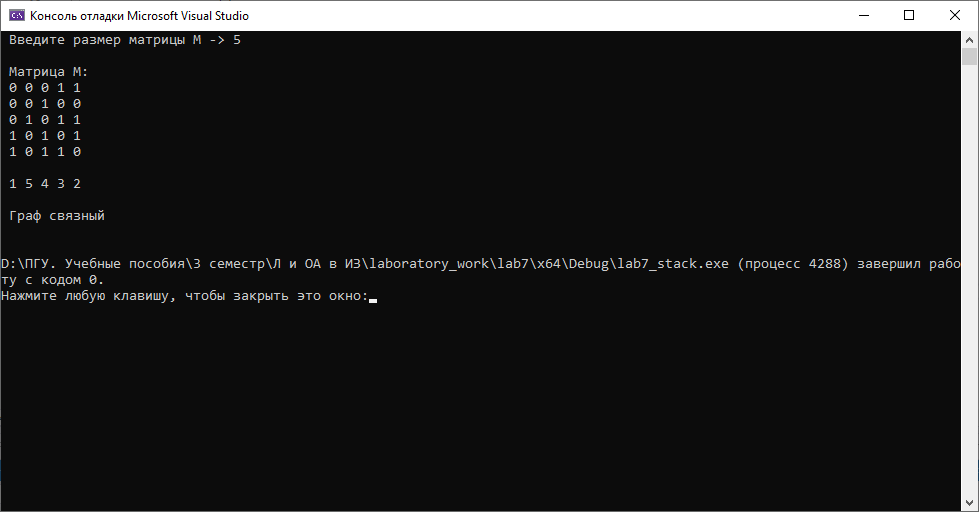 Консоль отладки Microsoft Visual Studio
Введите размер матрицы M -> 5
Матрица M:
0 0 0 1 1
0 0 1 0 0
0 1 0 1 1
1 0 1 0 1
1 0 1 1 0
1 5 4 3 2
Граф связный
D:\ПГУ. Учебные пособия\3 семестр\Л и ОА в ИЗ\laboratory_work\lab7\x64\Debug\lab7_stack.exe (процесс 4288) завершил рабо
ту с кодом 0.
Нажмите любую клавишу, чтобы закрыть это окно: